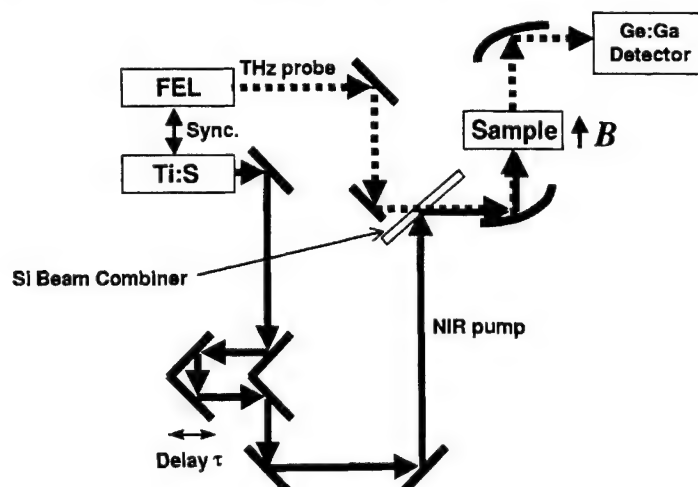 Ge:Ga
Detector
THz probe
FEL
Sync.
Sample
B
Ti:S
Si Beam Combiner
NIR pump
Delay τ